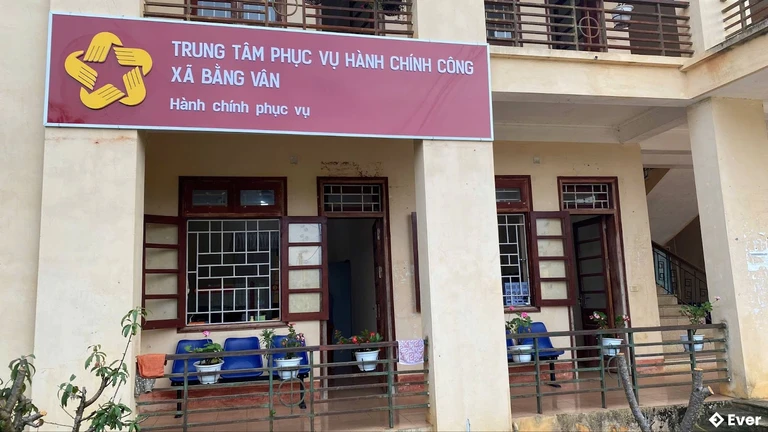 TRUNG TÂM PHỤC VỤ HÀNH CHÍNH CÔNG
XÃ BẰNG VÂN
Hành chính phục vụ
Ever